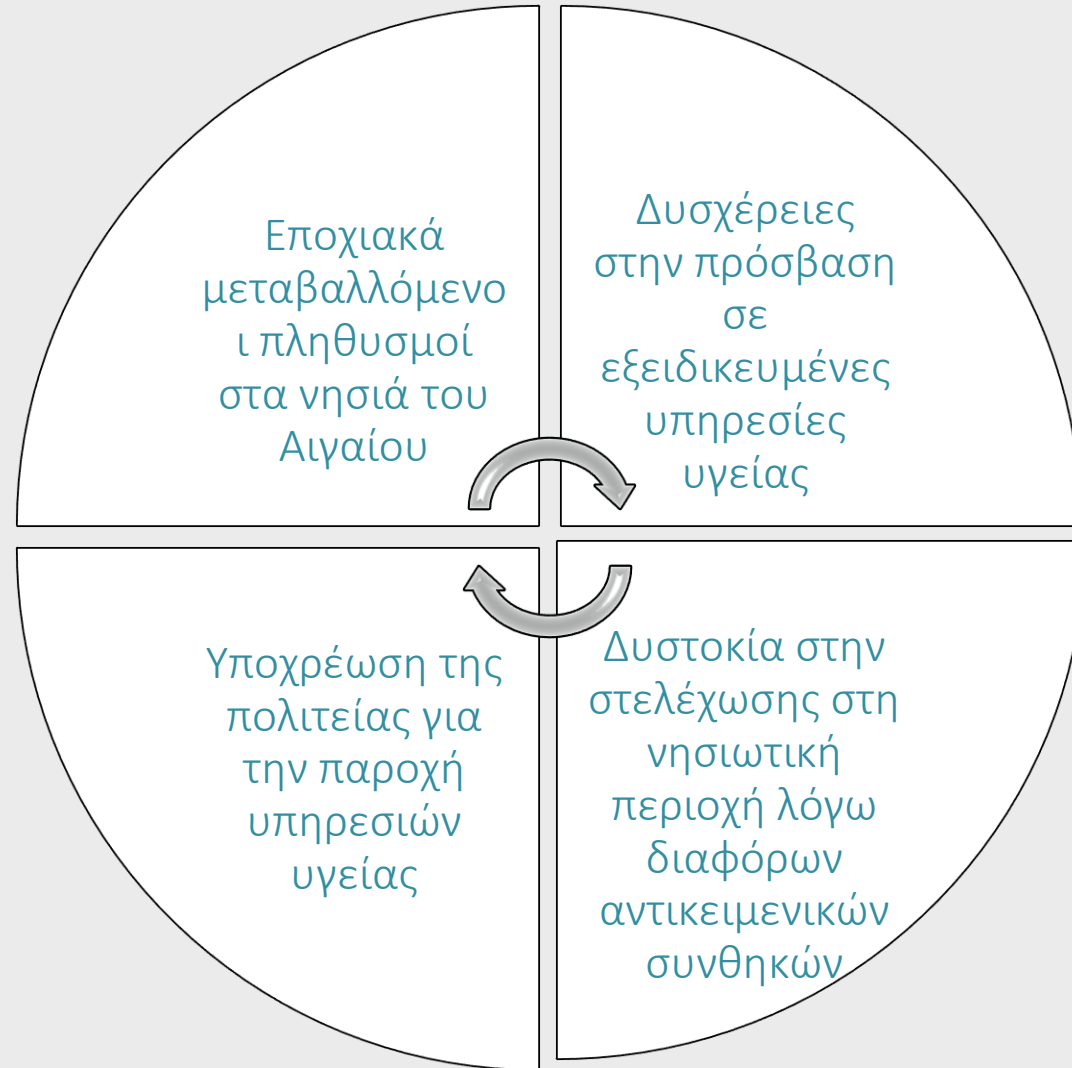 Εποχιακά
μεταβαλλόμενο
ι πληθυσμοί
στα νησιά του
Αιγαίου
Δυσχέρειες
στην πρόσβαση
σε
εξειδικευμένες
υπηρεσίες
υγείας
Υποχρέωση της
πολιτείας για
την παροχή
υπηρεσιών
υγείας
Δυστοκία στην
στελέχωσης στη
νησιωτική
περιοχή λόγω
διαφόρων
αντικειμενικών
συνθηκών